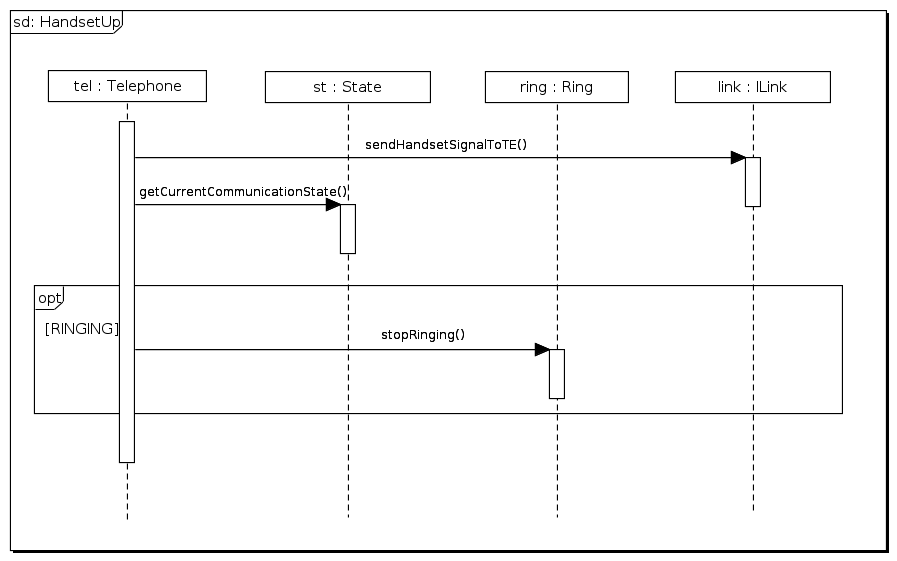 sd: HandsetUp
tel : Telephone
st : State
ring : Ring
link : ILink
sendHandsetSignalToTE()
getCurrentCommunicationState()
opt
[RINGING]
stopRinging()